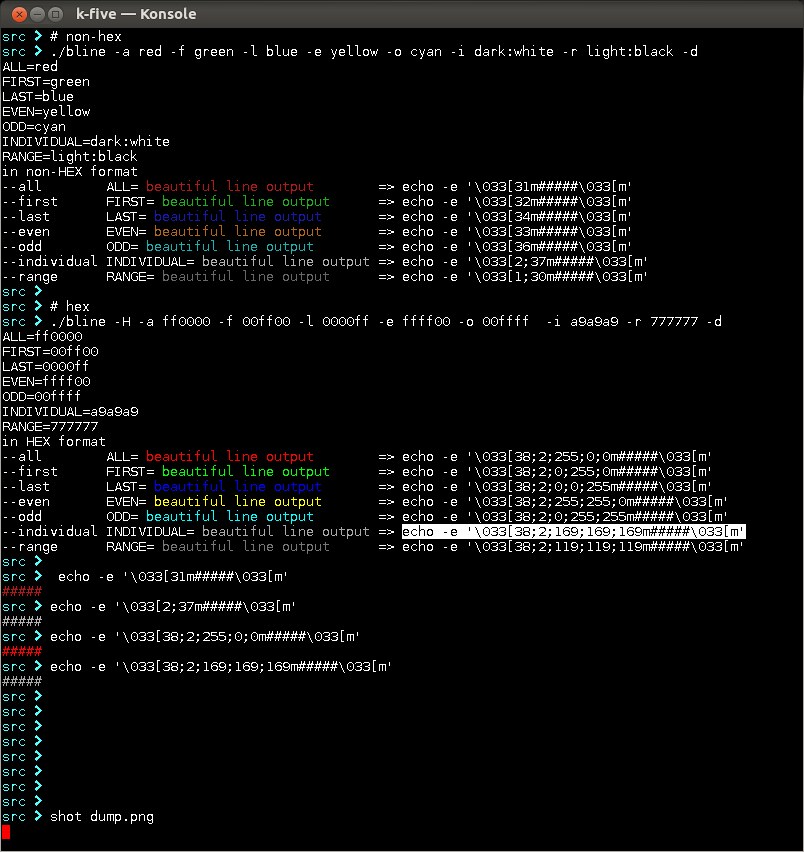 k-five — Konsole
src > # non-hex
src > ./bline -a red -f green -l blue -e yellow -o cyan -i dark:white -r light:black -d
ALL=red
FIRST=green
LAST=blue
EVEN=yellow
ODD=cyan
INDIVIDUAL=dark:white
RANGE=light:black
in non-HEX format
--all        ALL= beautiful line output        => echo -e '\033[31m#####\033[m'
--first      FIRST= beautiful line output      => echo -e '\033[32m#####\033[m'
--last       LAST= beautiful line output       => echo -e '\033[34m#####\033[m'
--even       EVEN= beautiful line output       => echo -e '\033[33m#####\033[m'
--odd        ODD= beautiful line output        => echo -e '\033[36m#####\033[m'
--individual INDIVIDUAL= beautiful line output => echo -e '\033[2;37m#####\033[m'
--range      RANGE= beautiful line output      => echo -e '\033[1;30m#####\033[m'
src >
src > # hex
src > ./bline -H -a ff0000 -f 00ff00 -l 0000ff -e ffff00 -o 00ffff  -i a9a9a9 -r 777777 -d
ALL=ff0000
FIRST=00ff00
LAST=0000ff
EVEN=ffff00
ODD=00ffff
INDIVIDUAL=a9a9a9
RANGE=777777
in HEX format
--all        ALL= beautiful line output        => echo -e '\033[38;2;255;0;0m#####\033[m'
--first      FIRST= beautiful line output      => echo -e '\033[38;2;0;255;0m#####\033[m'
--last       LAST= beautiful line output       => echo -e '\033[38;2;0;0;255m#####\033[m'
--even       EVEN= beautiful line output       => echo -e '\033[38;2;255;255;0m#####\033[m'
--odd        ODD= beautiful line output        => echo -e '\033[38;2;0;255;255m#####\033[m'
--individual INDIVIDUAL= beautiful line output => echo -e '\033[38;2;169;169;169m#####\033[m'
--range      RANGE= beautiful line output      => echo -e '\033[38;2;119;119;119m#####\033[m'
src >
src >  echo -e '\033[31m#####\033[m'
#####
src > echo -e '\033[2;37m#####\033[m'
#####
src > echo -e '\033[38;2;255;0;0m#####\033[m'
#####
src > echo -e '\033[38;2;169;169;169m#####\033[m'
#####
src >
src >
src >
src >
src >
src >
src >
src >
src > shot dump.png